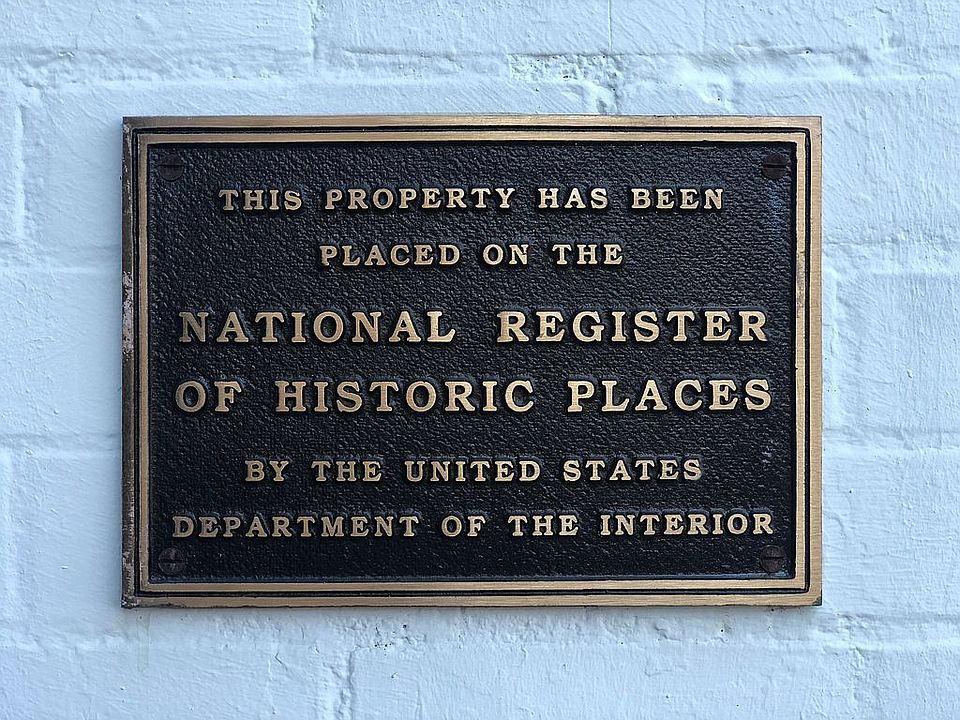 THIS PROPERTY HAS BEEN
PLACED ON THE
NATIONAL REGISTER
OF HISTORIC PLACES
BY THE UNITED STATES
DEPARTMENT OF THE INTERIOR